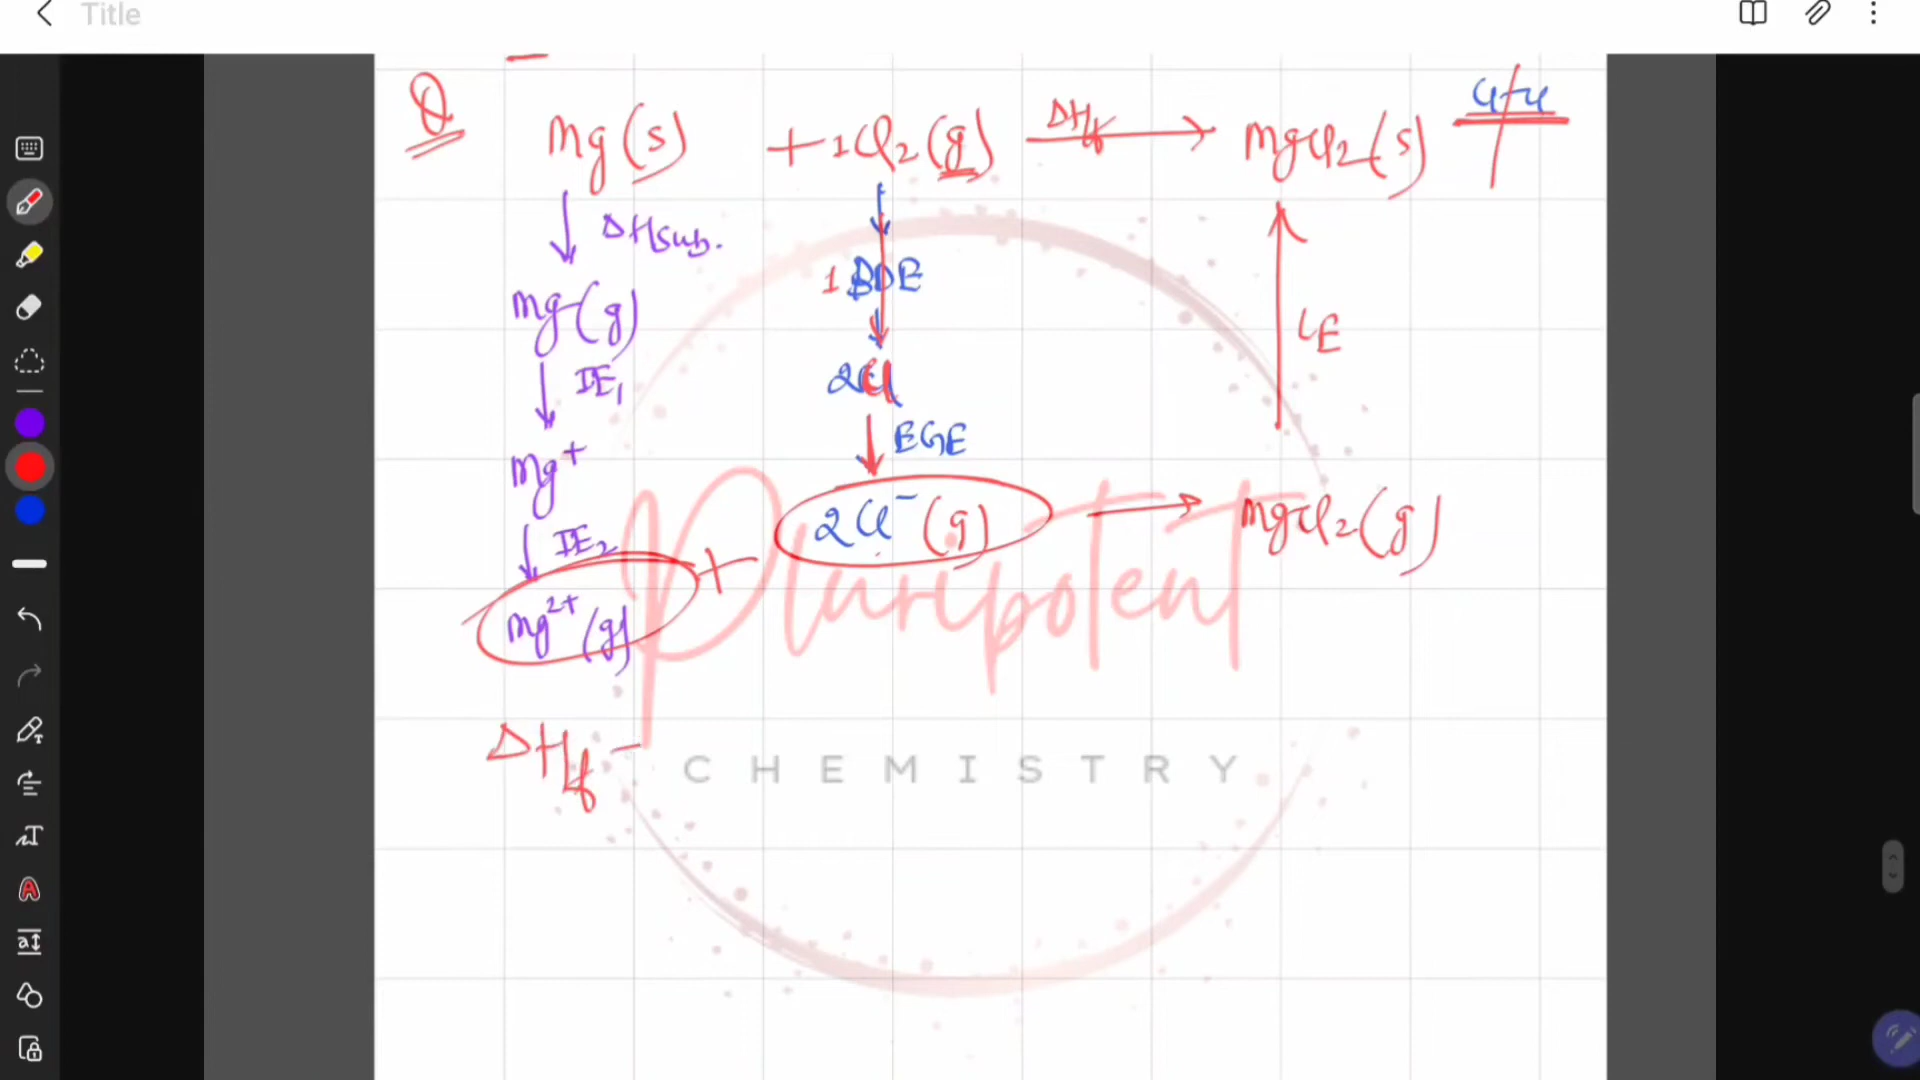 Title
Q Mg(s) + 1Cl2(g) ΔHf → MgCl2(s)
↓ ΔHsub.
Mg(g)
1 BDE
↓ IE1
2Cl
LE
↓ EGE
Mg+
↓ IE2
2Cl-(g) → MgCl2(g)
Mg2+(g) +
Pluripotent
ΔHf -
CHEMISTRY